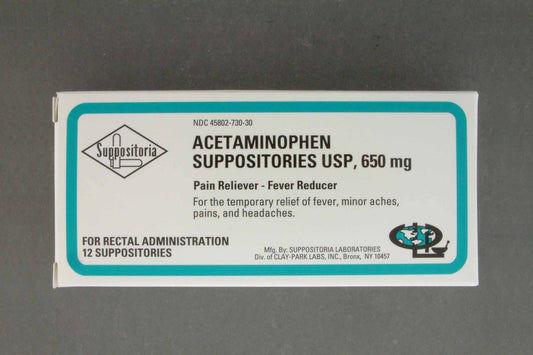 NDC 45802-730-30
Suppositoria
ACETAMINOPHEN
SUPPOSITORIES USP, 650 mg
Pain Reliever - Fever Reducer
For the temporary relief of fever, minor aches,
pains, and headaches.
FOR RECTAL ADMINISTRATION
12 SUPPOSITORIES
Mfg. By: SUPPOSITORIA LABORATORIES
Div. of CLAY-PARK LABS, INC., Bronx, NY 10457